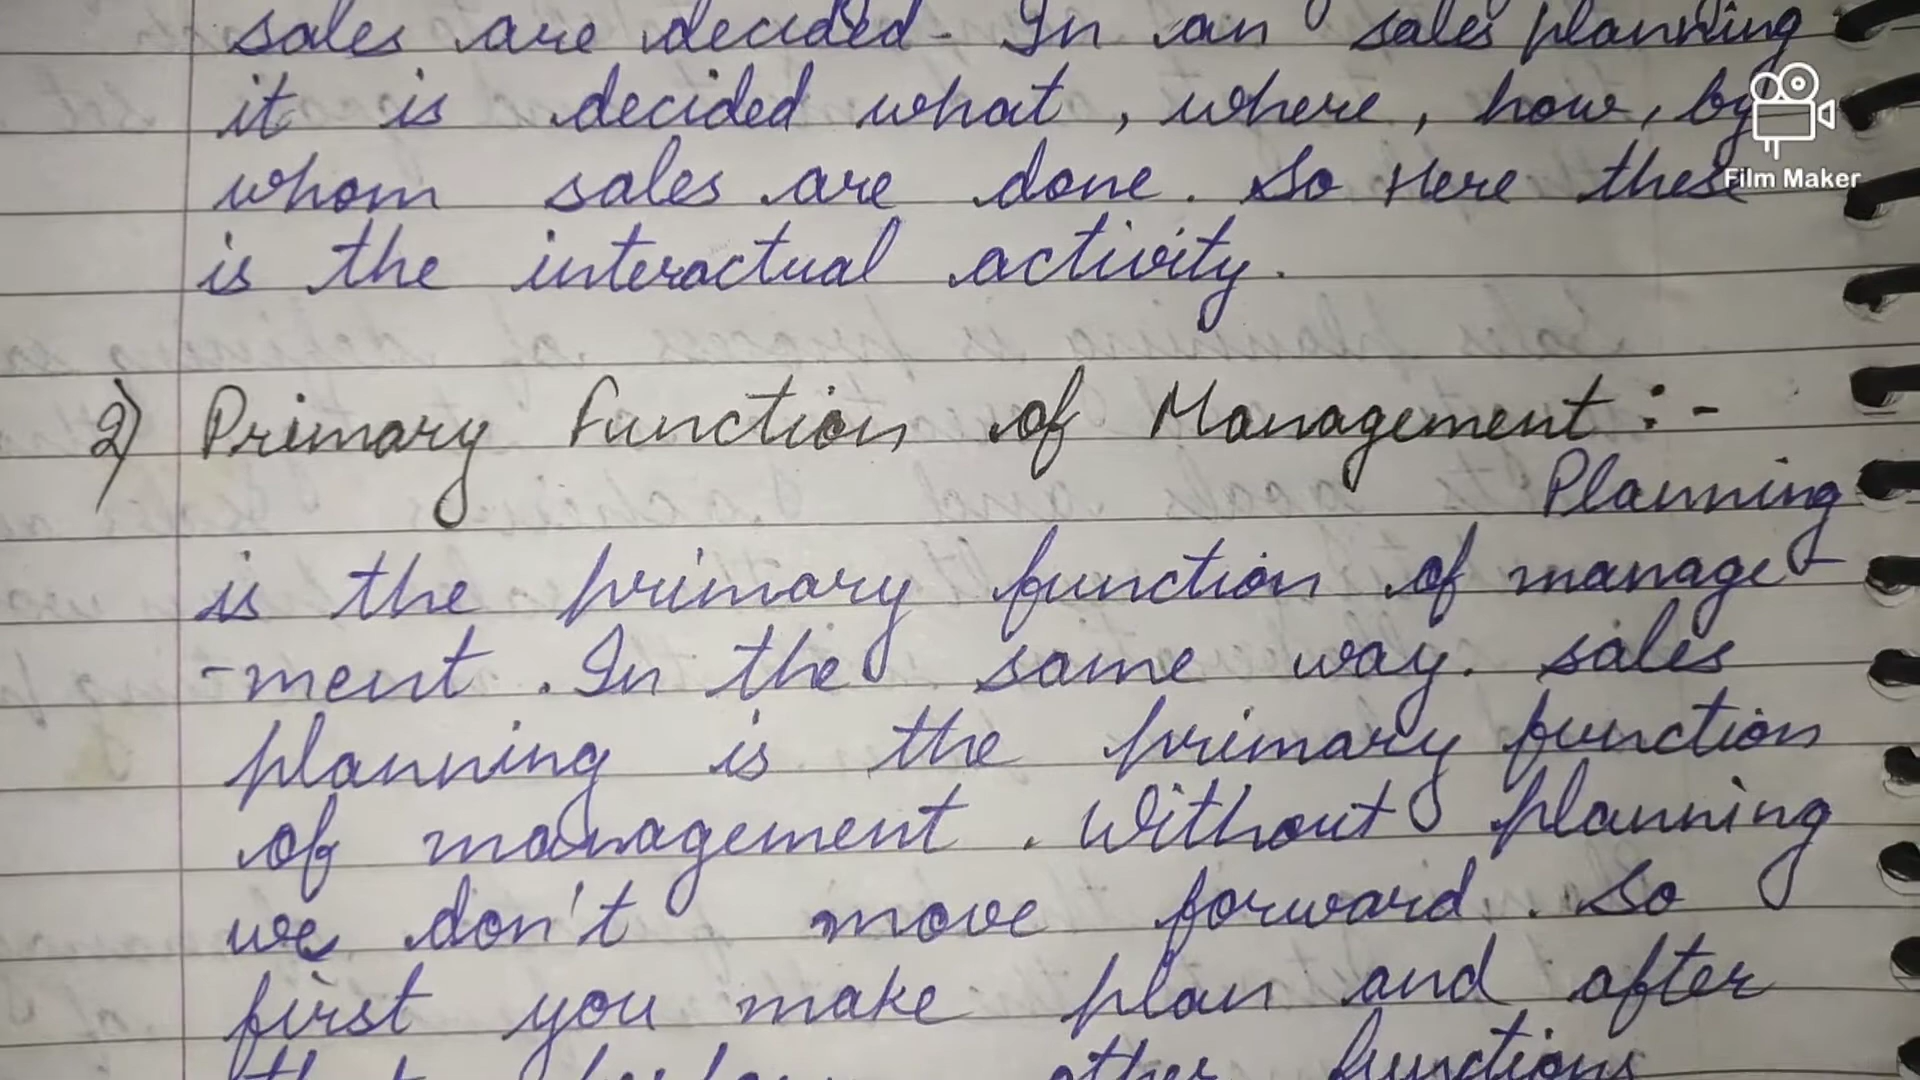 sales are decided - In an sales planning
it is decided what, where, how, by
whom sales are done. So Here these
is the interactual activity.
2) Primary Function of Management :-
Planning
is the primary function of manage-
-ment. In the same way. sales
planning is the primary function
of management. Without planning
we don't move forward. So
first you make plan and after
other functions
Film Maker